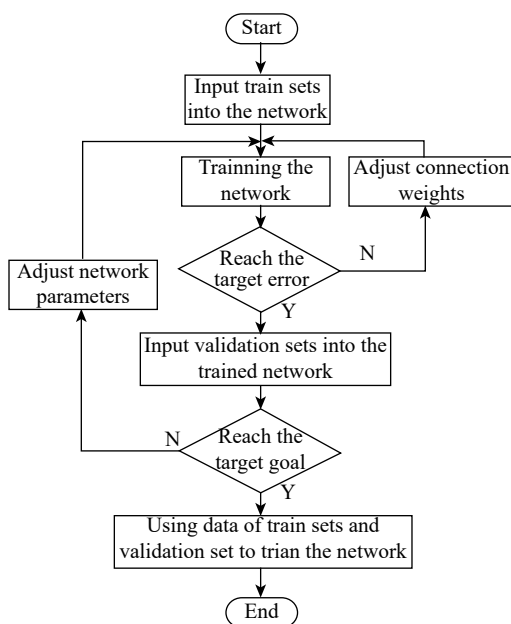 Start
Input train sets
into the network
Trainning the
network
Adjust connection
weights
Reach the
target error
N
Adjust network
parameters
Y
Input validation sets into the
trained network
Reach the
target goal
N
Y
Using data of train sets and
validation set to trian the network
End